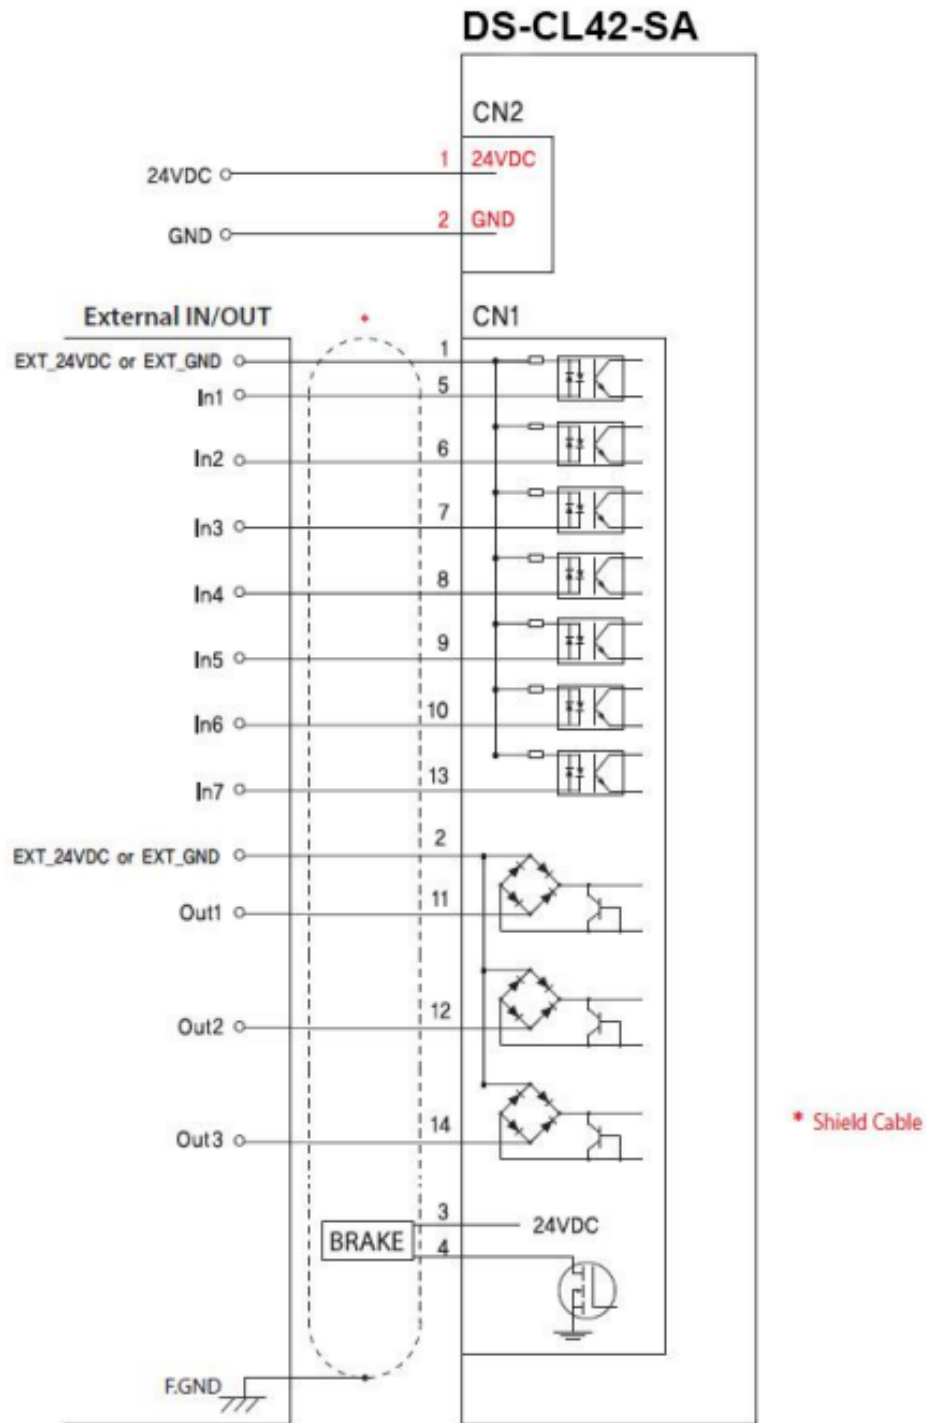 DS-CL42-SA
CN2
24VDC 1 24VDC
GND 2 GND
External IN/OUT * CN1
EXT_24VDC or EXT_GND 1
In1 5
In2 6
In3 7
In4 8
In5 9
In6 10
In7 13
EXT_24VDC or EXT_GND 2
Out1 11
Out2 12
Out3 14
* Shield Cable
3 24VDC
BRAKE 4
F.GND